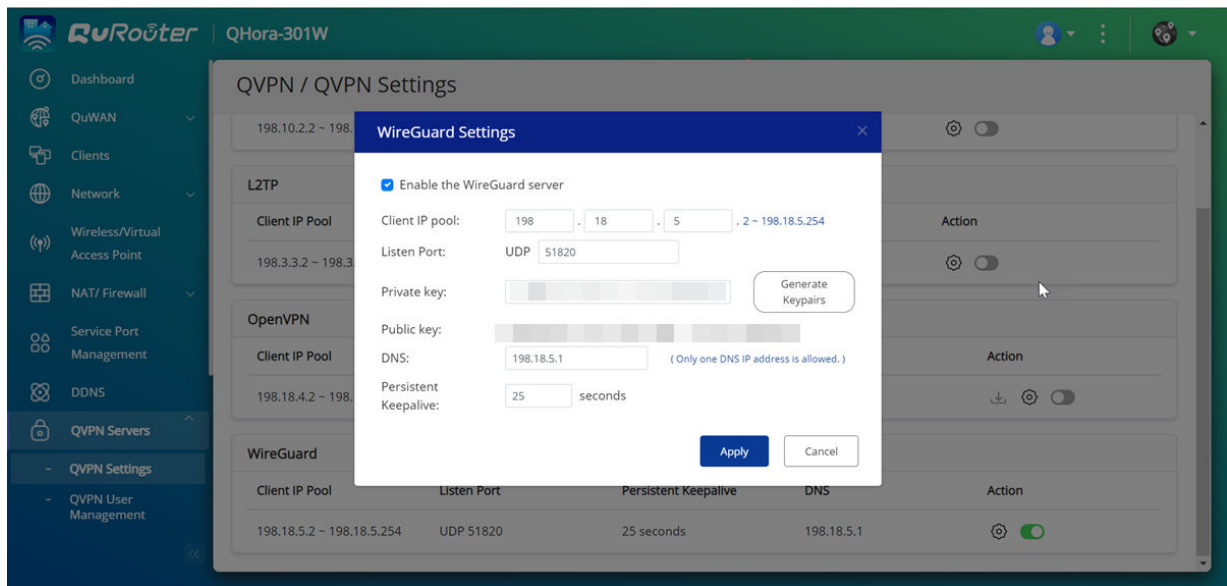 QuRouter | QHora-301W
Dashboard
QuWAN
Clients
Network
Wireless/Virtual
Access Point
NAT/ Firewall
Service Port
Management
DDNS
QVPN Servers
- QVPN Settings
- QVPN User
Management
QVPN / QVPN Settings
198.10.2.2 ~ 198.
L2TP
Client IP Pool Action
198.3.3.2 ~ 198.3
OpenVPN
Client IP Pool Action
198.18.4.2 ~ 198.
WireGuard
Client IP Pool Listen Port Persistent Keepalive DNS Action
198.18.5.2 ~ 198.18.5.254 UDP 51820 25 seconds 198.18.5.1
WireGuard Settings
Enable the WireGuard server
Client IP pool: 198 . 18 . 5 . 2 ~ 198.18.5.254
Listen Port: UDP 51820
Private key: Generate
Keypairs
Public key:
DNS: 198.18.5.1 ( Only one DNS IP address is allowed. )
Persistent
Keepalive: 25 seconds
Apply Cancel